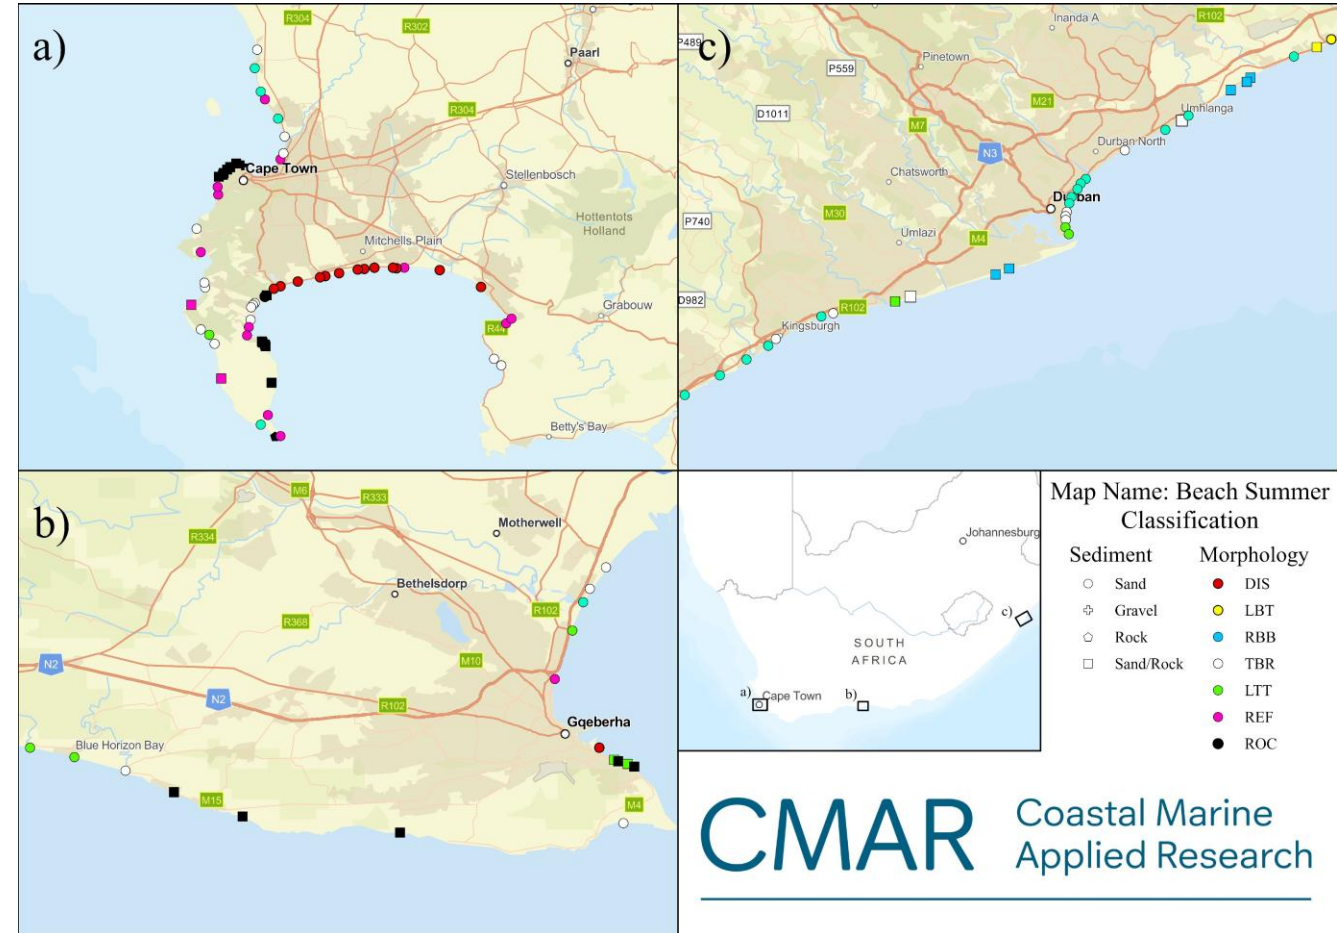 a)
R304
R302
Paarl
R304
Cape Town
Stellenbosch
Hottentots
Holland
Mitchells Plain
Grabouw
R44
Betty's Bay
c)
P489
P559
Pinetown
Inanda A
R102
D1011
M7
M21
Umhlanga
N3
Durban North
Chatsworth
Durban
P740
M30
Umlazi
M4
D982
R102
Kingsburgh
b)
M6
R333
R334
Motherwell
Bethelsdorp
R102
R368
N2
M10
N2
R102
Gqeberha
Blue Horizon Bay
M15
M4
Johannesburg
c)
SOUTH
AFRICA
a)
Cape Town
b)
Map Name: Beach Summer
Classification
Sediment
Sand
Gravel
Rock
Sand/Rock
Morphology
DIS
LBT
RBB
TBR
LTT
REF
ROC
CMAR
Coastal Marine
Applied Research